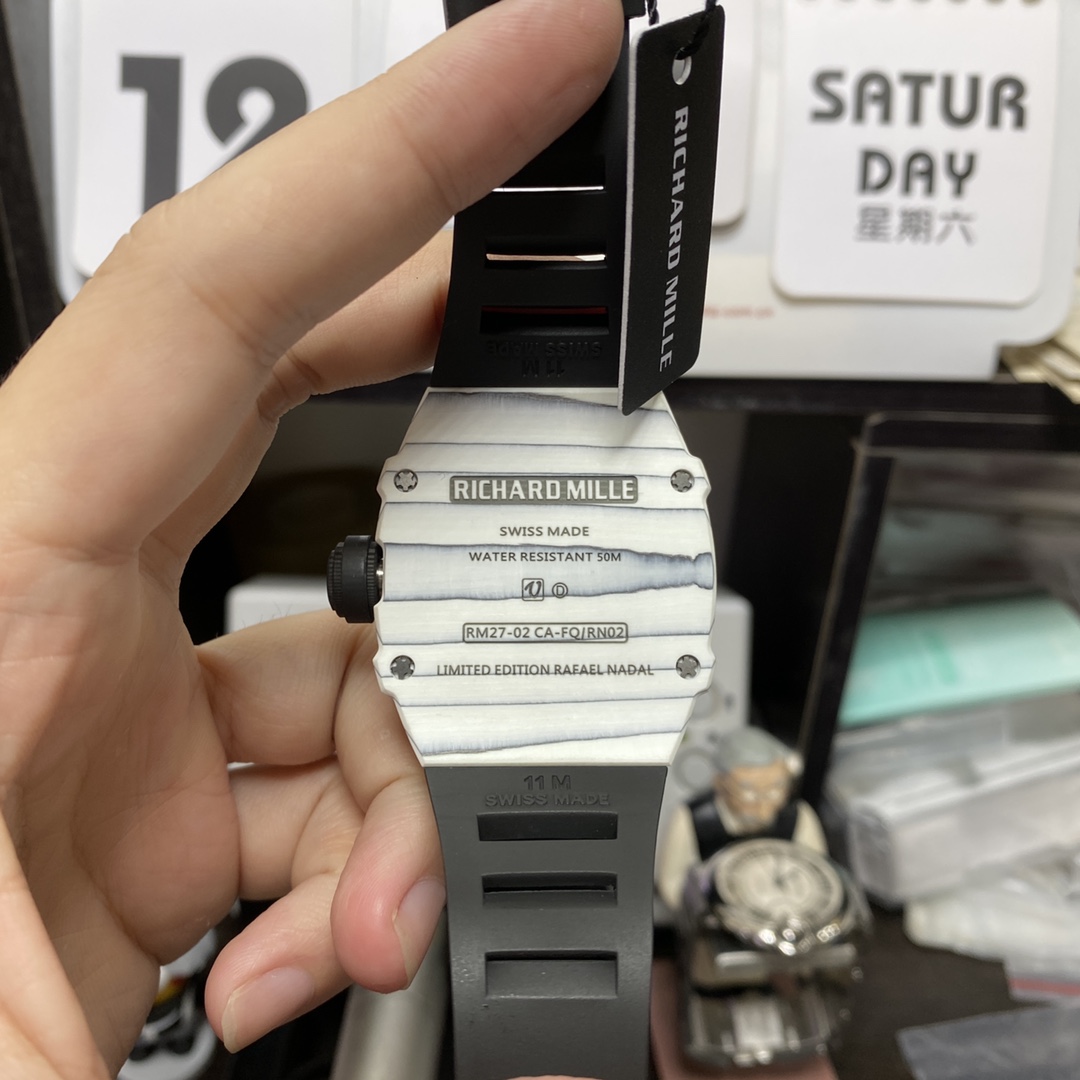 12
SATUR
DAY
星期六
RICHARD MILLE
SWISS MADE
11 M
RICHARD MILLE
SWISS MADE
WATER RESISTANT 50M
RM27-02 CA-FQ/RN02
LIMITED EDITION RAFAEL NADAL
11 M
SWISS MADE